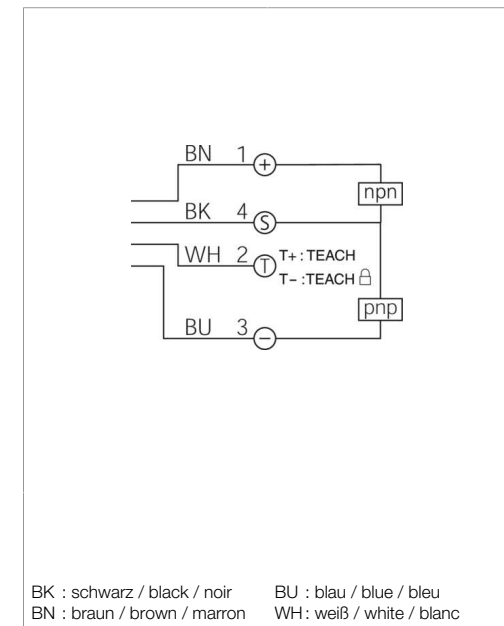 BN 1 +
npn
BK 4 S
WH 2 T T+: TEACH
T- : TEACH
pnp
BU 3 -
BK : schwarz / black / noir BU : blau / blue / bleu
BN : braun / brown / marron WH : weiß / white / blanc